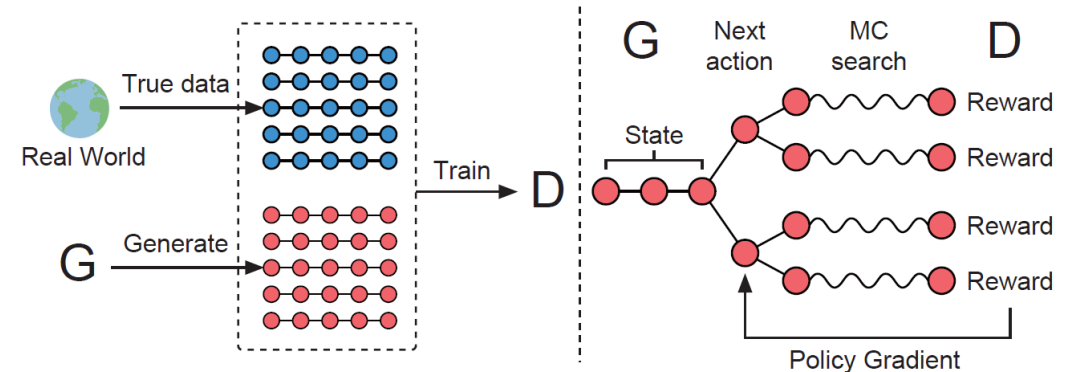 True data
Real World
G
Generate
Train
D
G
Next
action
MC
search
D
State
Reward
Reward
Reward
Reward
Policy Gradient